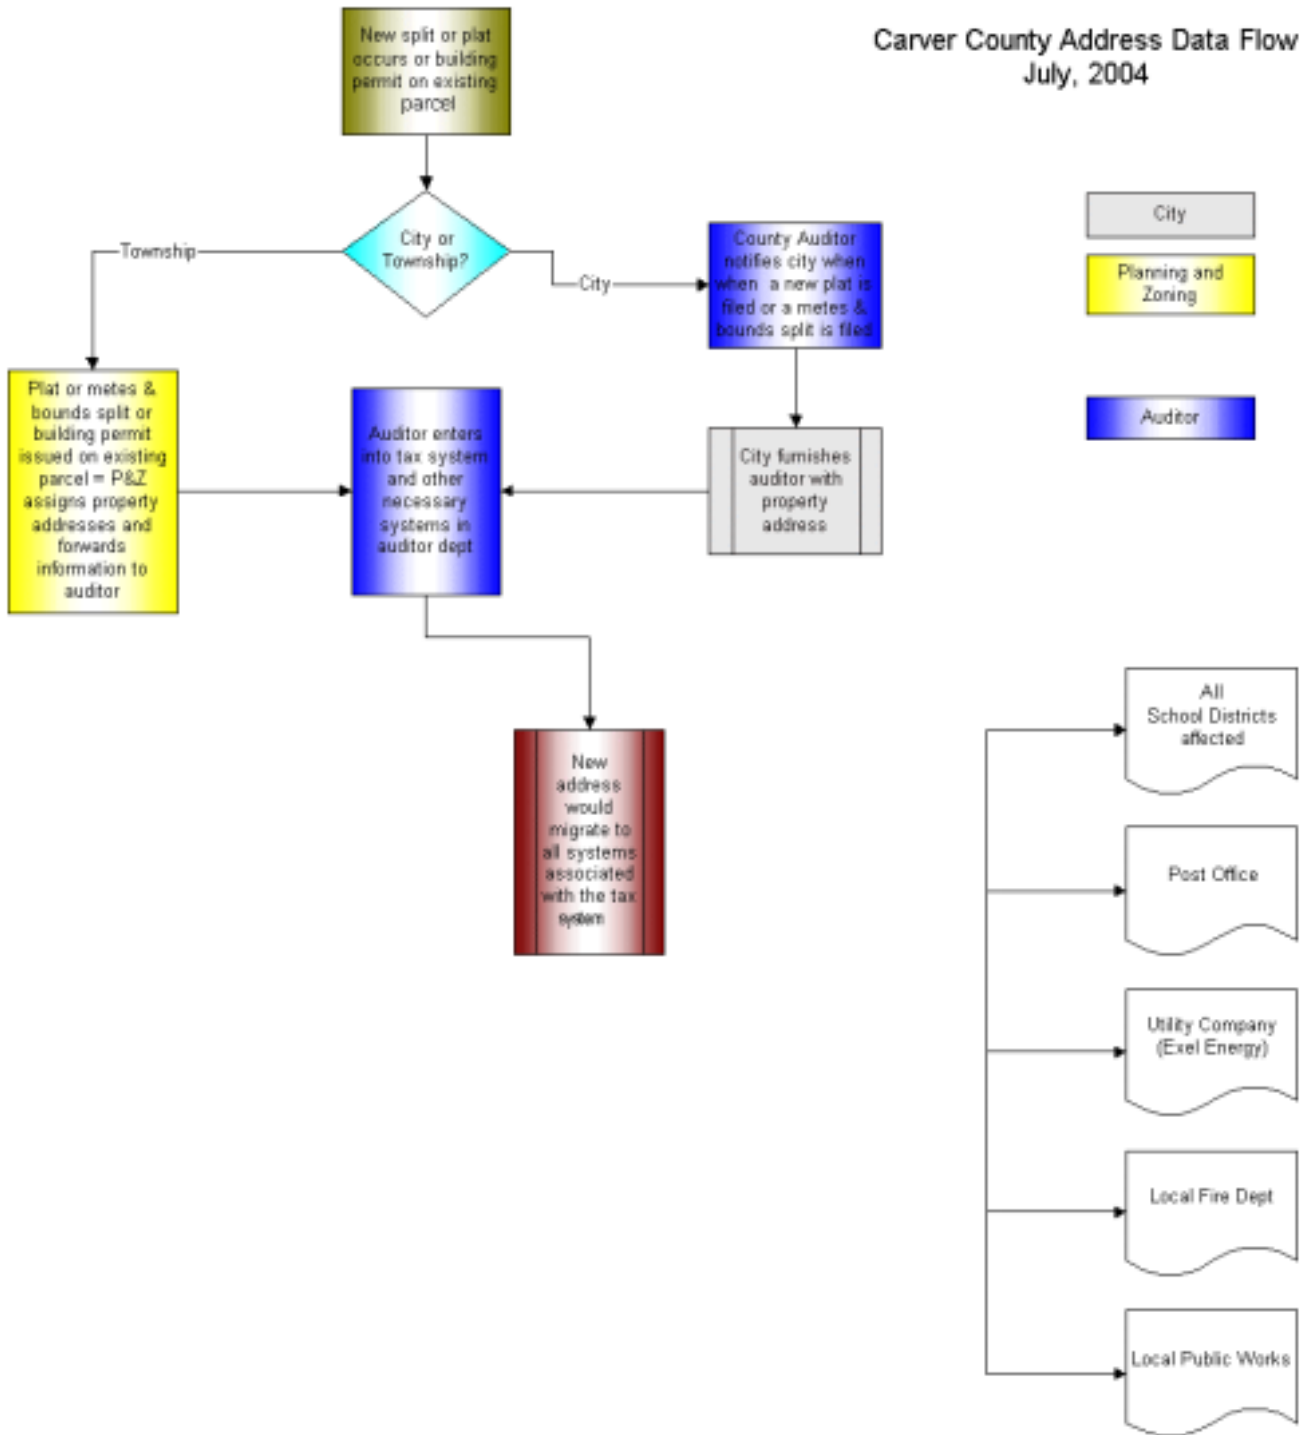 Carver County Address Data Flow
July, 2004
New split or plat
occurs or building
permit on existing
parcel
City or
Township?
Township
City
County Auditor
notifies city when
when a new plat is
filed or a metes &
bounds split is filed
City
Planning and
Zoning
Auditor
Plat or metes &
bounds split or
building permit
issued on existing
parcel = P&Z
assigns property
addresses and
forwards
information to
auditor
Auditor enters
into tax system
and other
necessary
systems in
auditor dept
City furnishes
auditor with
property
address
New
address
would
migrate to
all systems
associated
with the tax
system
All
School Districts
affected
Post Office
Utility Company
(Exel Energy)
Local Fire Dept
Local Public Works